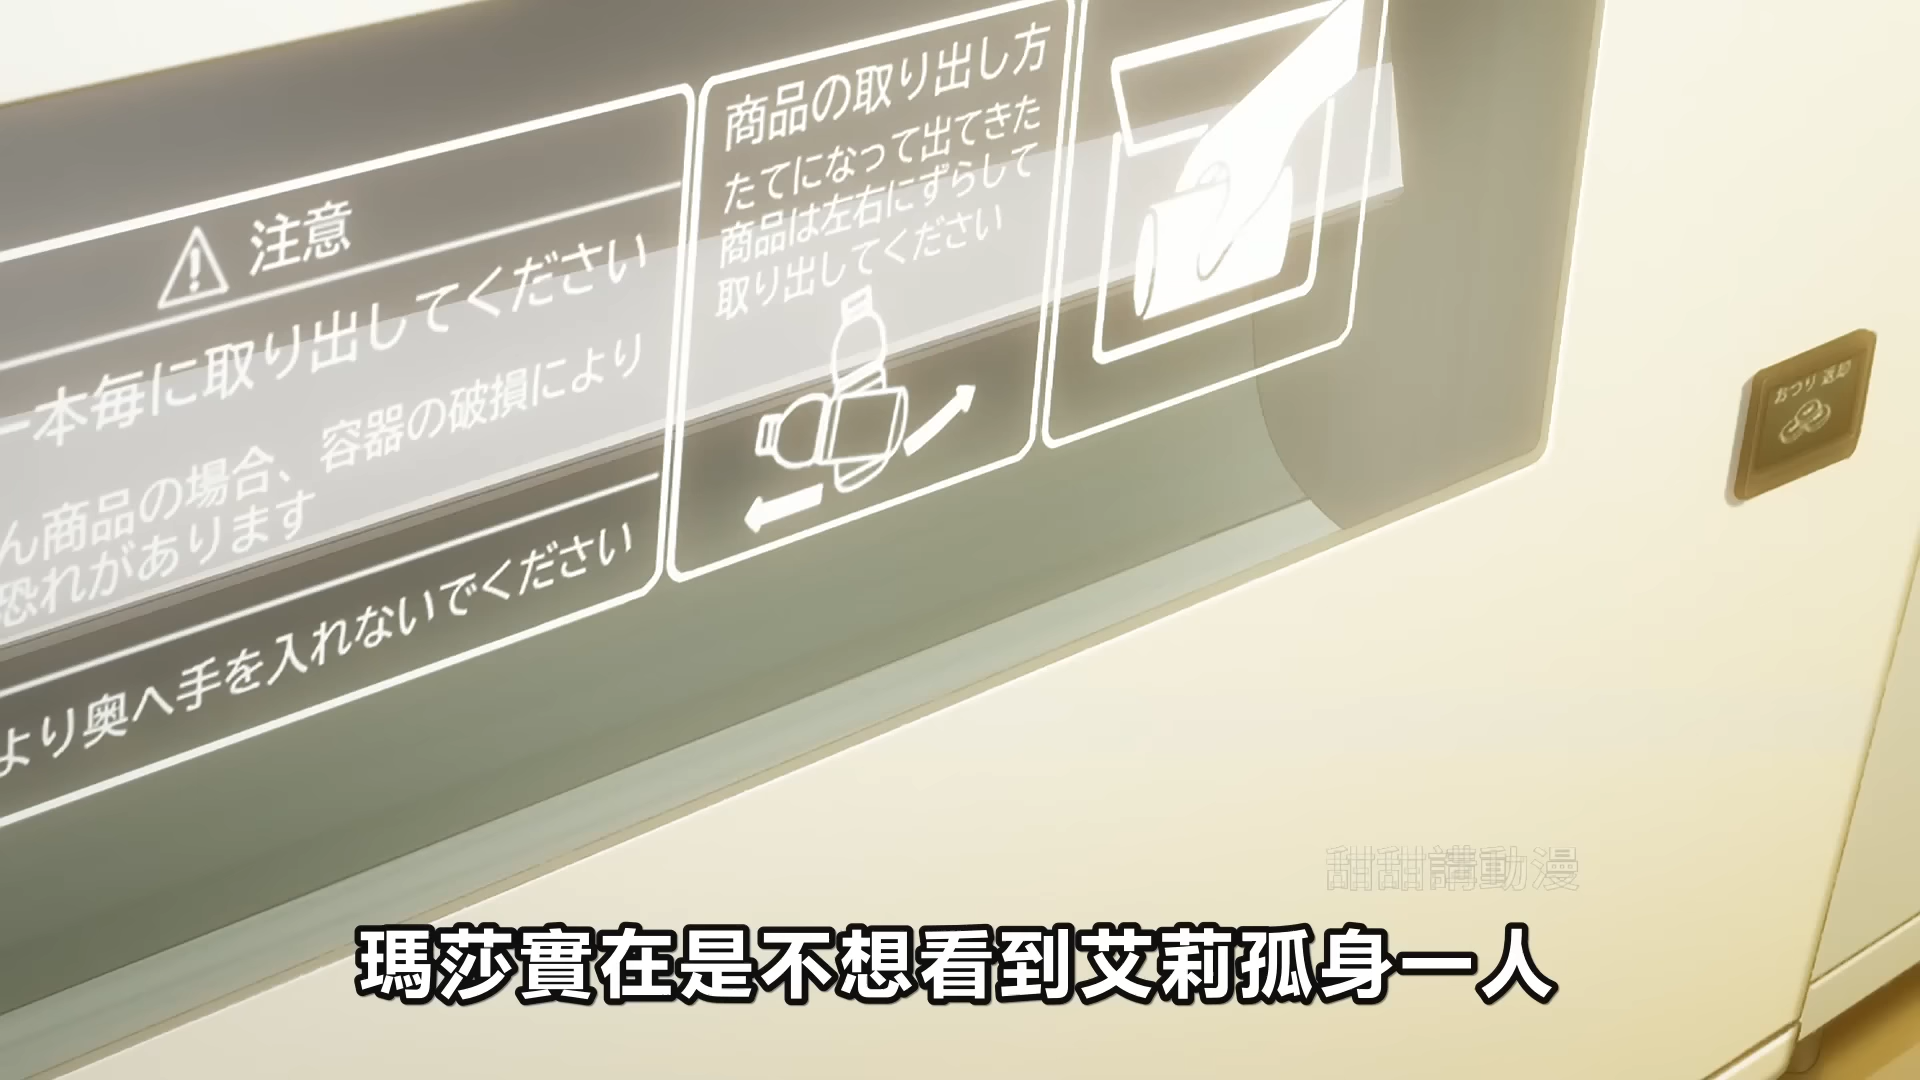 注意
一本毎に取り出してください
ん商品の場合、容器の破損により
恐れがあります
より奥へ手を入れないでください
商品の取り出し方
たてになって出てきた
商品は左右にずらして
取り出してください
おつり返却
甜甜講動漫
瑪莎實在是不想看到艾莉孤身一人